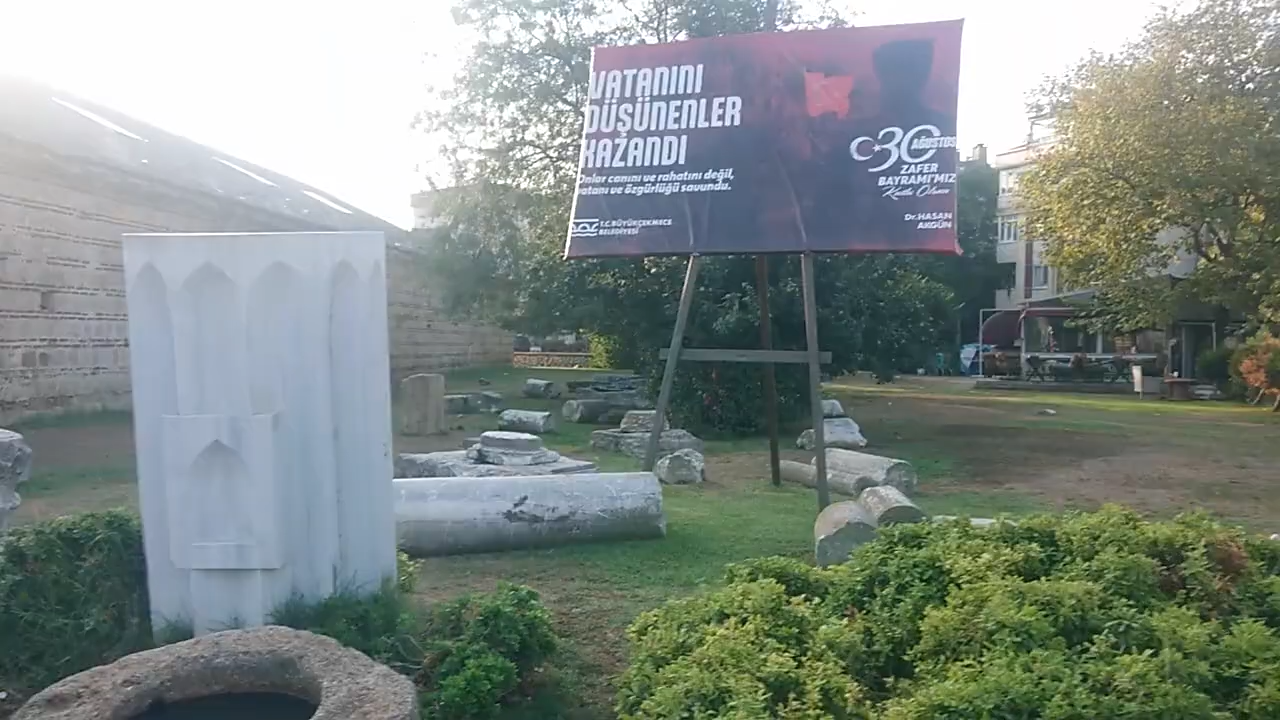 VATANINI
DÜŞÜNENLER
KAZANDI
Onlar canını ve rahatını değil,
vatanı ve özgürlüğü savundu.
T.C. BÜYÜKÇEKMECE
BELEDİYESİ
30 AĞUSTOS
ZAFER
BAYRAMI'MIZ
Kutlu Olsun
Dr. HASAN
AKGÜN